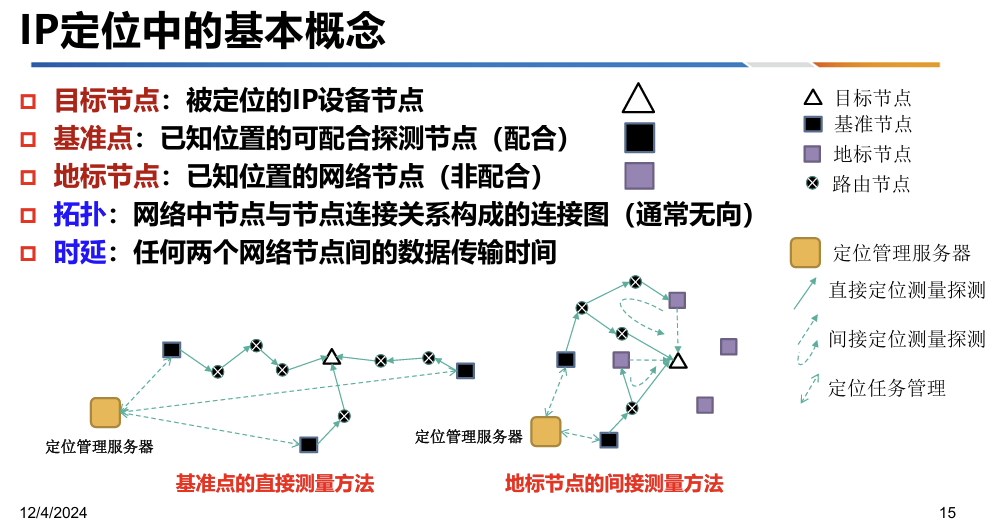 IP定位中的基本概念
目标节点：被定位的IP设备节点
基准点：已知位置的可配合探测节点（配合）
地标节点：已知位置的网络节点（非配合）
拓扑：网络中节点与节点连接关系构成的连接图（通常无向）
时延：任何两个网络节点间的数据传输时间
目标节点
基准节点
地标节点
路由节点
定位管理服务器
直接定位测量探测
间接定位测量探测
定位任务管理
定位管理服务器
定位管理服务器
基准点的直接测量方法
地标节点的间接测量方法
12/4/2024
15